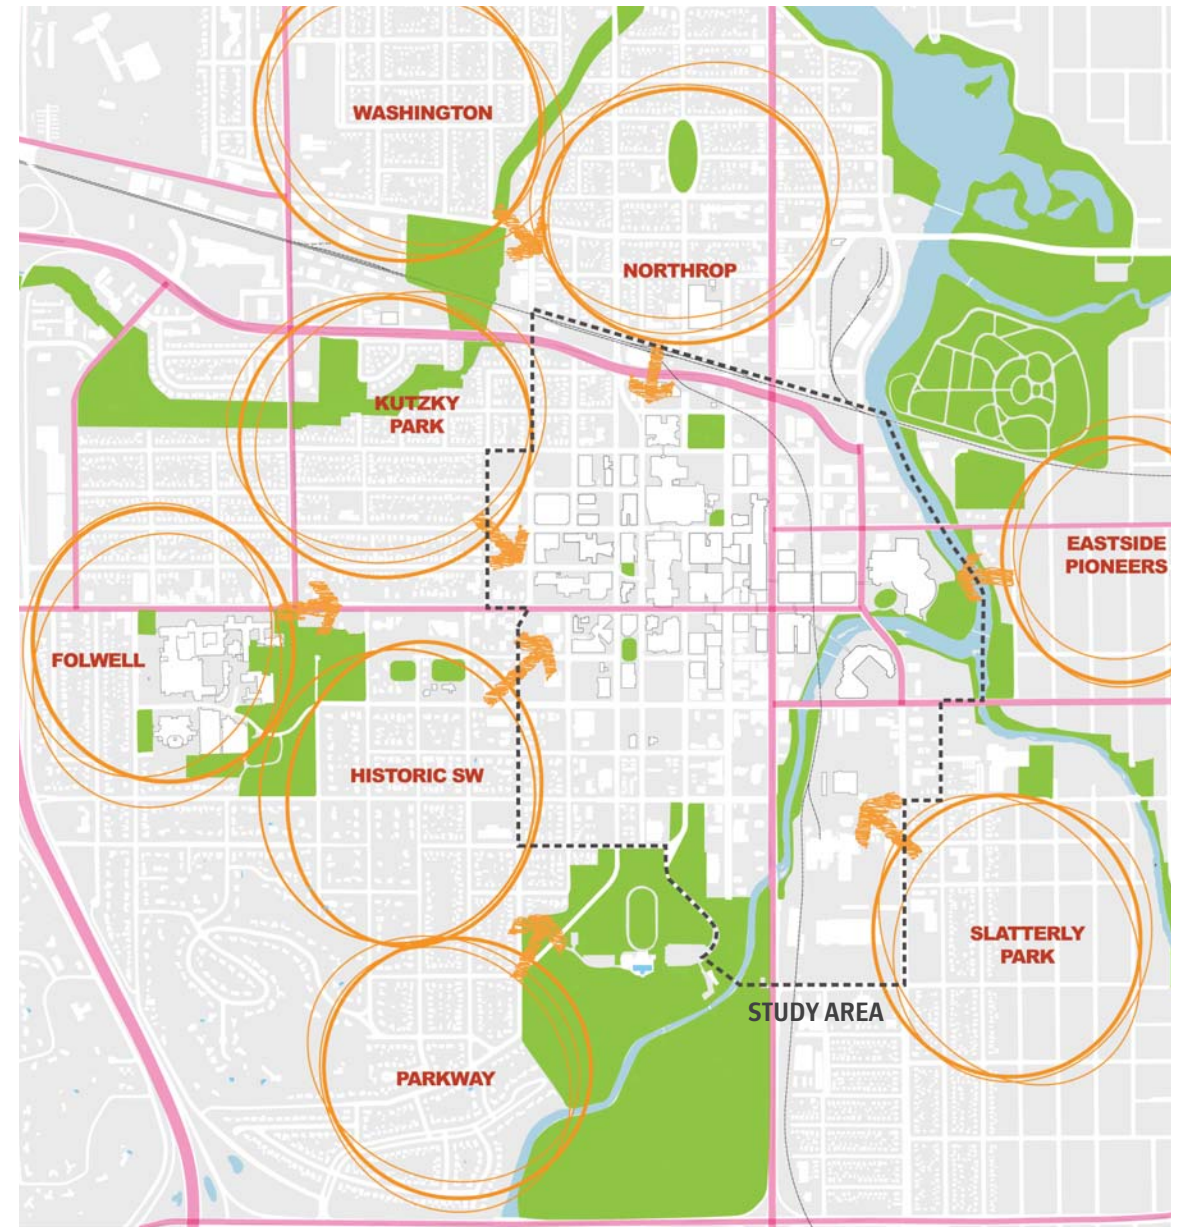 WASHINGTON
NORTHROP
KUTZKY
PARK
EASTSIDE
PIONEERS
FOLWELL
HISTORIC SW
SLATTERLY
PARK
STUDY AREA
PARKWAY